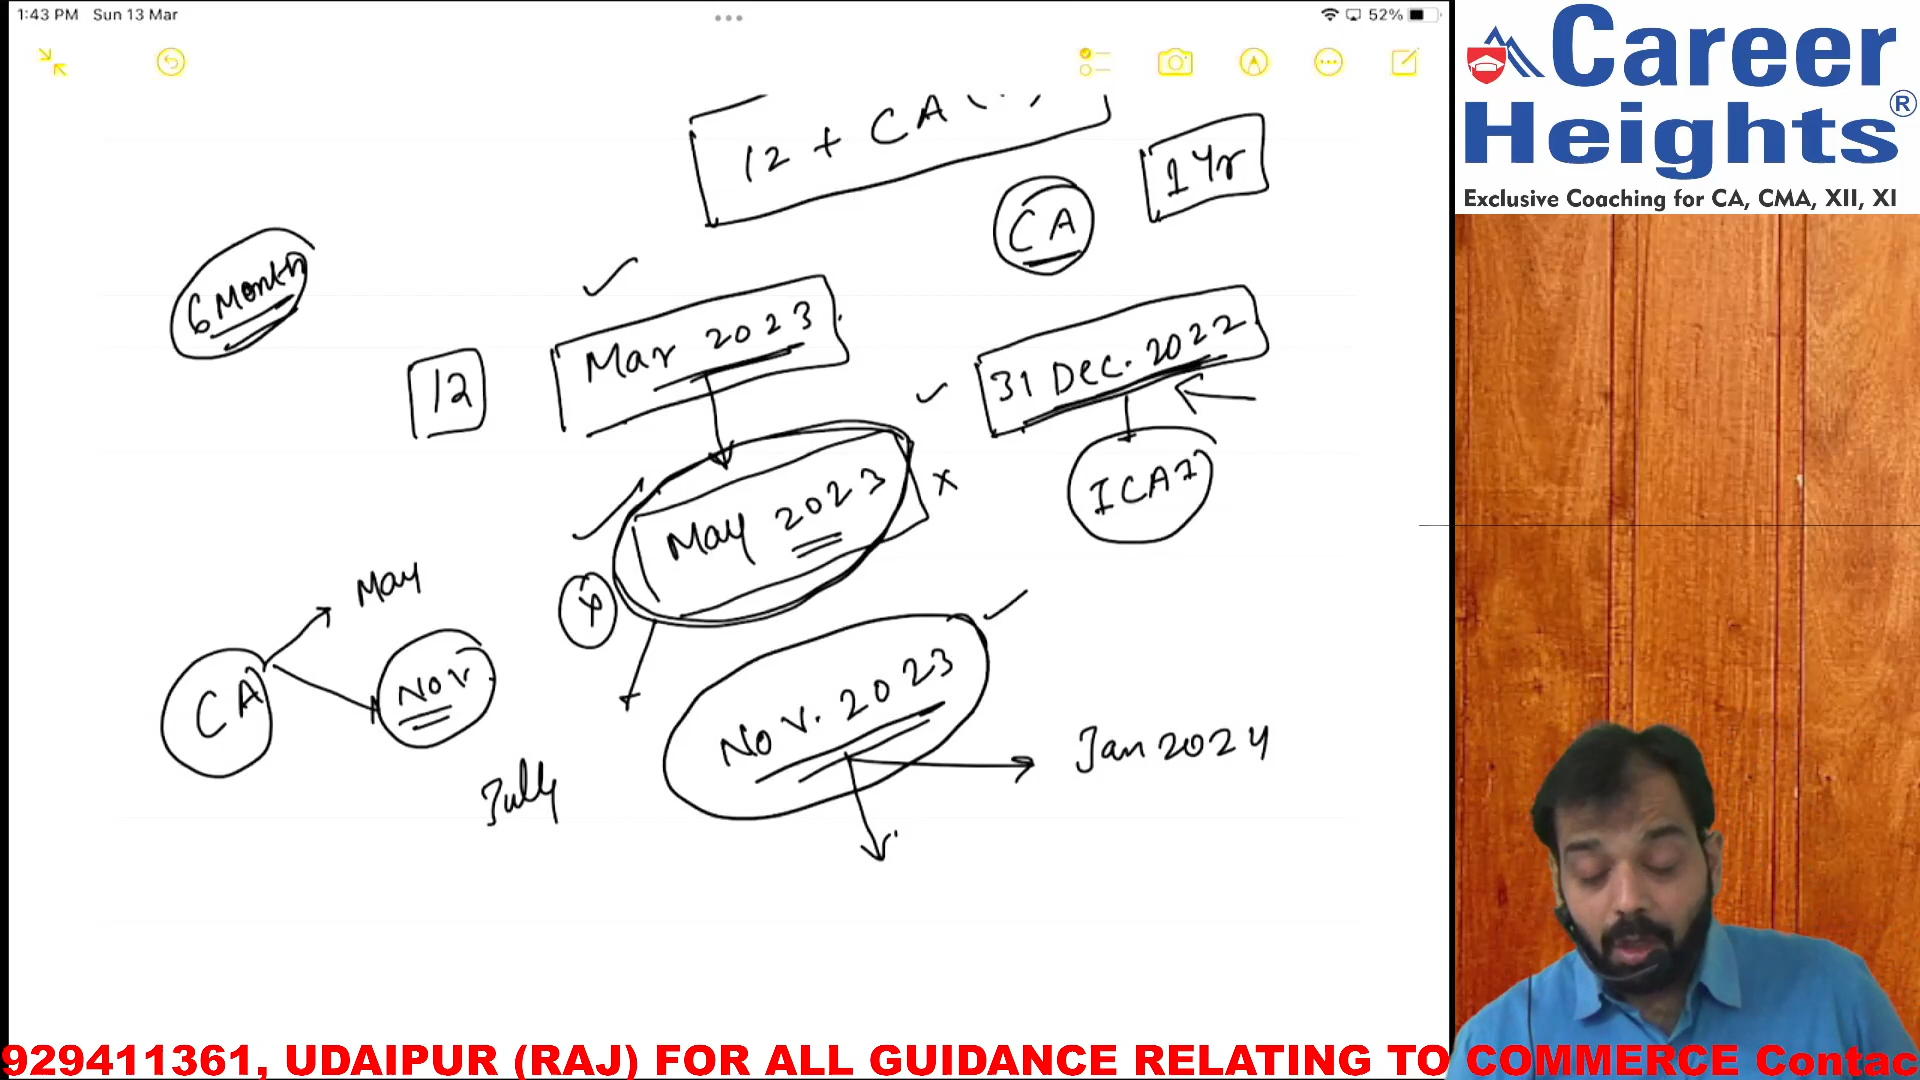 1:43 PM Sun 13 Mar
52%
Career
Heights®
Exclusive Coaching for CA, CMA, XII, XI
12 + CA
1 Yr
CA
6 Month
Mar 2023
31 Dec. 2022
12
ICAI
May 2023
x
May
CA
Nov.
Nov. 2023
Jan 2024
July
929411361, UDAIPUR (RAJ) FOR ALL GUIDANCE RELATING TO COMMERCE Contac